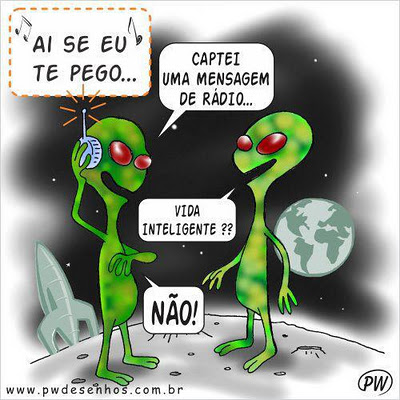 AI SE EU
TE PEGO...
CAPTEI
UMA MENSAGEM
DE RÁDIO...
VIDA
INTELIGENTE ??
NÃO!
www.pwdesenhos.com.br
PW